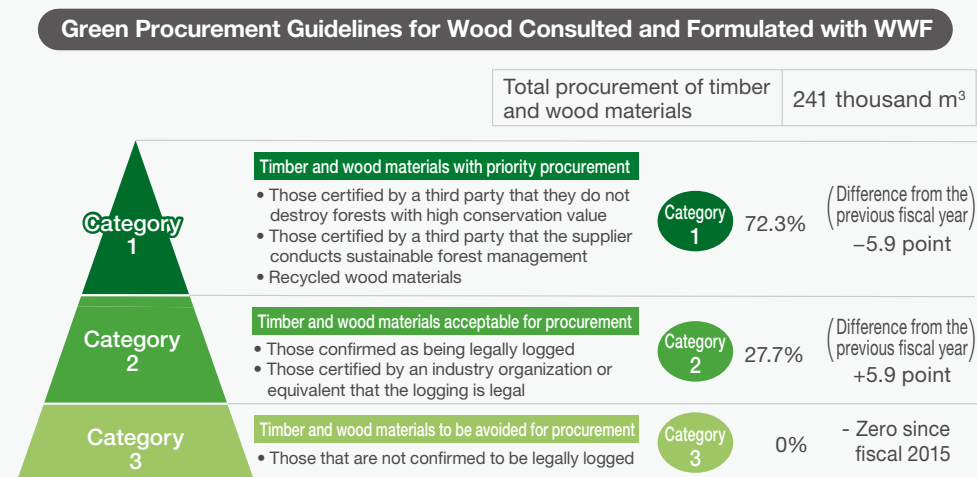 Green Procurement Guidelines for Wood Consulted and Formulated with WWF
Total procurement of timber
and wood materials
241 thousand m³
Category
1
Timber and wood materials with priority procurement
• Those certified by a third party that they do not
destroy forests with high conservation value
• Those certified by a third party that the supplier
conducts sustainable forest management
• Recycled wood materials
Category
1
72.3%
(Difference from the
previous fiscal year)
−5.9 point
Category
2
Timber and wood materials acceptable for procurement
• Those confirmed as being legally logged
• Those certified by an industry organization or
equivalent that the logging is legal
Category
2
27.7%
(Difference from the
previous fiscal year)
+5.9 point
Category
3
Timber and wood materials to be avoided for procurement
• Those that are not confirmed to be legally logged
Category
3
0%
- Zero since
fiscal 2015